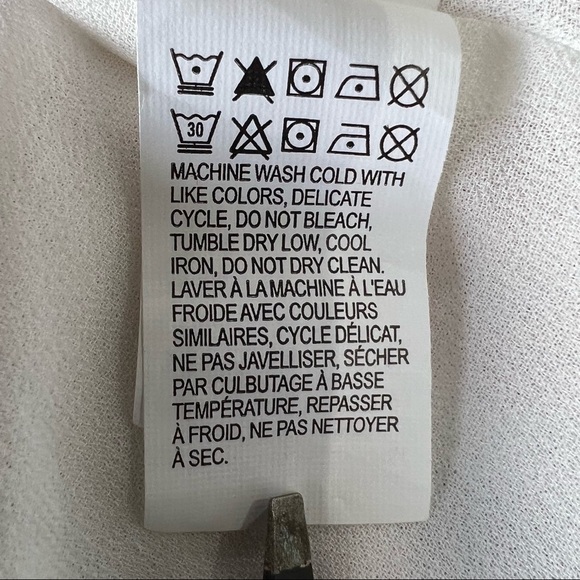 30
MACHINE WASH COLD WITH
LIKE COLORS, DELICATE
CYCLE, DO NOT BLEACH,
TUMBLE DRY LOW, COOL
IRON, DO NOT DRY CLEAN.
LAVER À LA MACHINE À L'EAU
FROIDE AVEC COULEURS
SIMILAIRES, CYCLE DÉLICAT,
NE PAS JAVELLISER, SÉCHER
PAR CULBUTAGE À BASSE
TEMPÉRATURE, REPASSER
À FROID, NE PAS NETTOYER
À SEC.